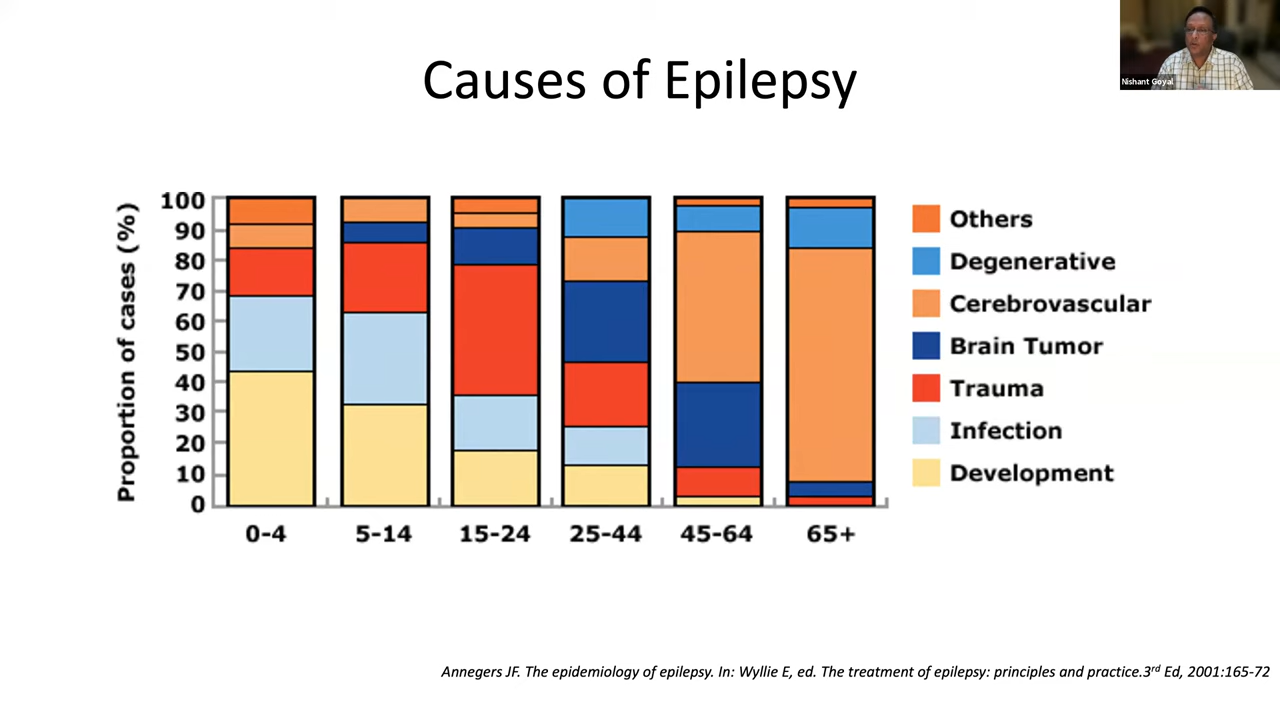 Causes of Epilepsy
Nishant Goyal
Proportion of cases (%)
100
90
80
70
60
50
40
30
20
10
0
0-4 5-14 15-24 25-44 45-64 65+
Others
Degenerative
Cerebrovascular
Brain Tumor
Trauma
Infection
Development
Annegers JF. The epidemiology of epilepsy. In: Wyllie E, ed. The treatment of epilepsy: principles and practice.3rd Ed, 2001:165-72